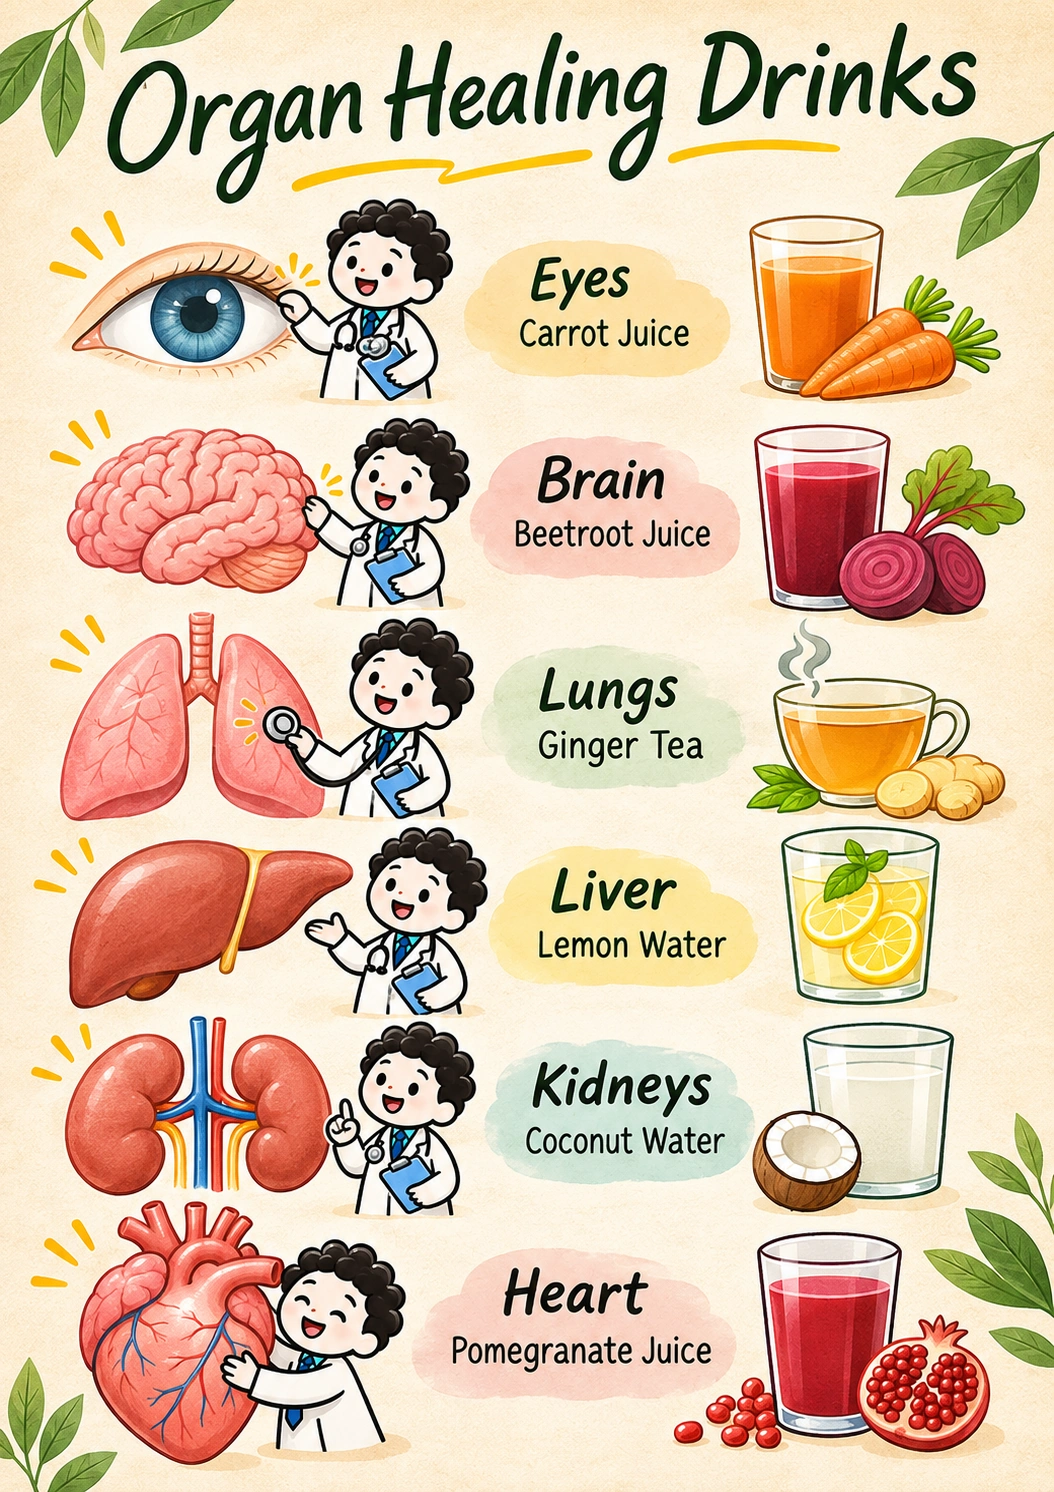 Organ Healing Drinks
Eyes
Carrot Juice
Brain
Beetroot Juice
Lungs
Ginger Tea
Liver
Lemon Water
Kidneys
Coconut Water
Heart
Pomegranate Juice